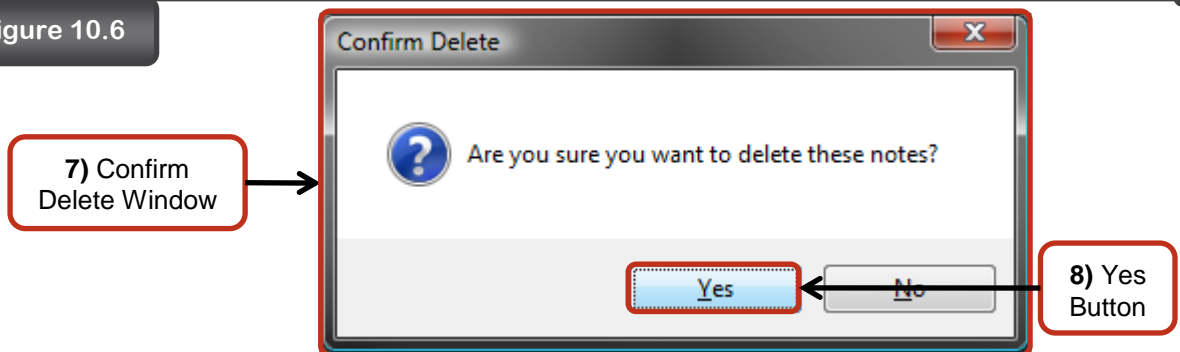 igure 10.6
Confirm Delete
x
7) Confirm
Delete Window
Are you sure you want to delete these notes?
Yes
No
8) Yes
Button